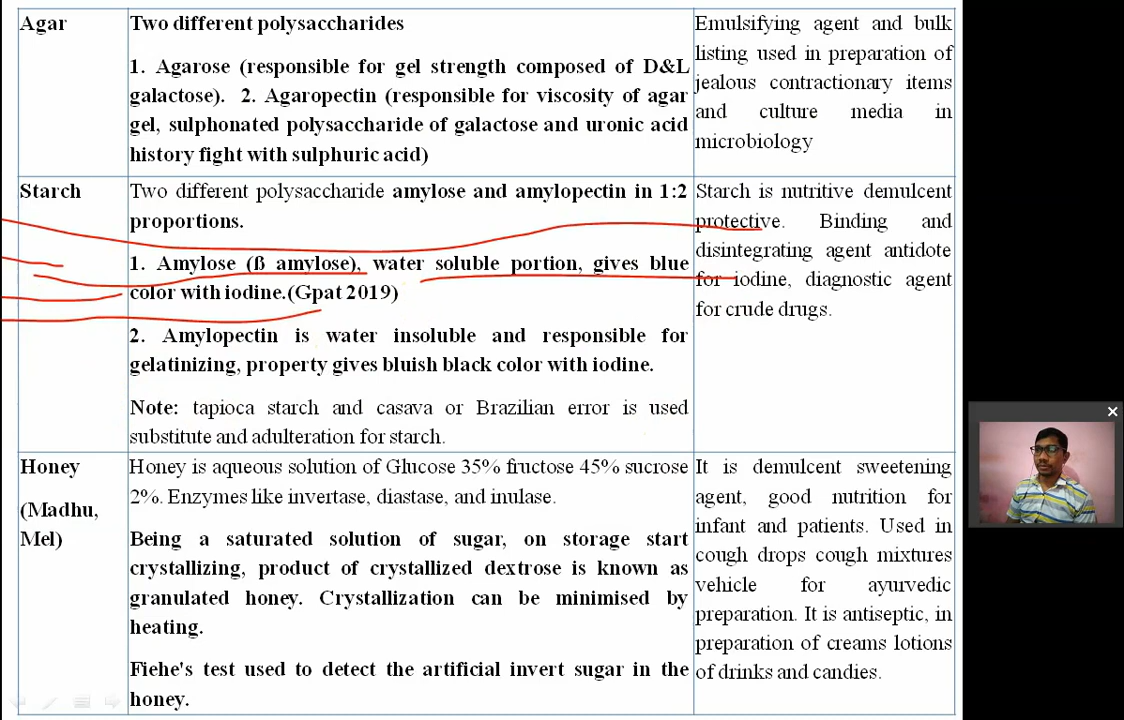 Agar
Two different polysaccharides
1. Agarose (responsible for gel strength composed of D&L
galactose). 2. Agaropectin (responsible for viscosity of agar
gel, sulphonated polysaccharide of galactose and uronic acid
history fight with sulphuric acid)
Emulsifying agent and bulk
listing used in preparation of
jealous contractionary items
and culture media in
microbiology
Starch
Two different polysaccharide amylose and amylopectin in 1:2
proportions.
1. Amylose (ß amylose), water soluble portion, gives blue
color with iodine.(Gpat 2019)
2. Amylopectin is water insoluble and responsible for
gelatinizing, property gives bluish black color with iodine.
Note: tapioca starch and casava or Brazilian error is used
substitute and adulteration for starch.
Starch is nutritive demulcent
protective. Binding and
disintegrating agent antidote
for iodine, diagnostic agent
for crude drugs.
Honey
(Madhu,
Mel)
Honey is aqueous solution of Glucose 35% fructose 45% sucrose
2%. Enzymes like invertase, diastase, and inulase.
Being a saturated solution of sugar, on storage start
crystallizing, product of crystallized dextrose is known as
granulated honey. Crystallization can be minimised by
heating.
Fiehe's test used to detect the artificial invert sugar in the
honey.
It is demulcent sweetening
agent, good nutrition for
infant and patients. Used in
cough drops cough mixtures
vehicle for ayurvedic
preparation. It is antiseptic, in
preparation of creams lotions
of drinks and candies.